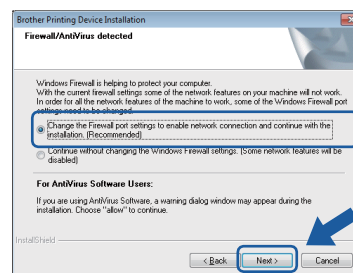 Brother Printing Device Installation
Firewall/AntiVirus detected
Windows Firewall is helping to protect your computer.
With the current firewall settings some of the network features on your machine will not work.
In order for all the network features of the machine to work, some of the Windows Firewall port
settings need to be changed.
Change the Firewall port settings to enable network connection and continue with the
installation. (Recommended)
Continue without changing the Windows Firewall settings. (Some network features will be
disabled)
For AntiVirus Software Users:
If you are using AntiVirus Software, a warning dialog window may appear during the
installation. Choose "allow" to continue.
InstallShield
< Back
Next >
Cancel